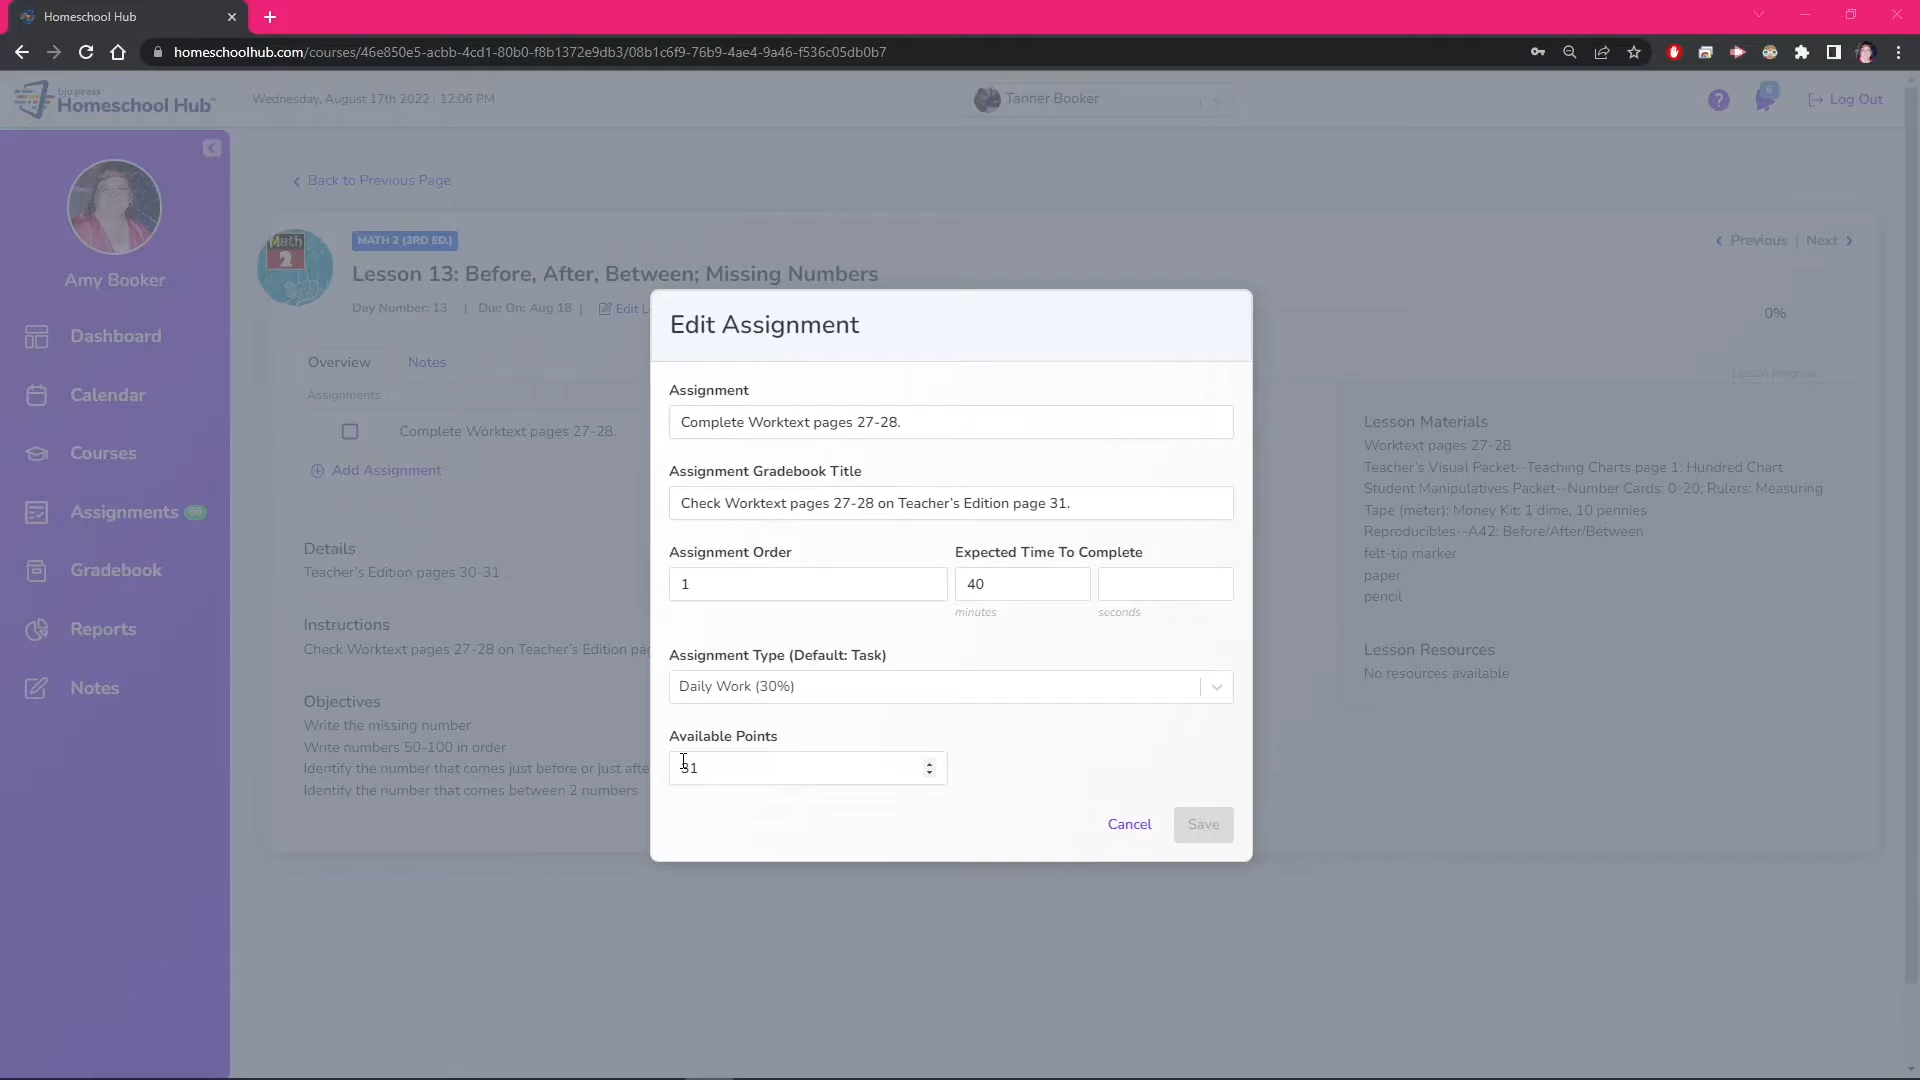 Homeschool Hub
homeschoolhub.com/courses/46e850e5-acbb-4cd1-80b0-f8b1372e9db3/08b1c6f9-76b9-4ae4-9a46-f536c05db0b7
bju press
Homeschool Hub
Wednesday, August 17th 2022 | 12:06 PM
Tanner Booker
?
6
Log Out
Back to Previous Page
Math
2
MATH 2 (3RD ED.)
Previous | Next
Amy Booker
Lesson 13: Before, After, Between; Missing Numbers
Day Number: 13 | Due On: Aug 18 | Edit L
0%
Dashboard
Calendar
Courses
Assignments
Gradebook
Reports
Notes
Overview
Notes
Assignments
Complete Worktext pages 27-28.
Add Assignment
Details
Teacher's Edition pages 30-31
Instructions
Check Worktext pages 27-28 on Teacher's Edition pa
Objectives
Write the missing number
Write numbers 50-100 in order
Identify the number that comes just before or just afte
Identify the number that comes between 2 numbers
Edit Assignment
Assignment
Complete Worktext pages 27-28.
Assignment Gradebook Title
Check Worktext pages 27-28 on Teacher's Edition page 31.
Assignment Order
Expected Time To Complete
1
40
minutes
seconds
Assignment Type (Default: Task)
Daily Work (30%)
Available Points
31
Cancel
Save
Lesson Progress
Lesson Materials
Worktext pages 27-28
Teacher's Visual Packet--Teaching Charts page 1: Hundred Chart
Student Manipulatives Packet--Number Cards: 0-20; Rulers: Measuring
Tape (meter); Money Kit: 1 dime, 10 pennies
Reproducibles--A42: Before/After/Between
felt-tip marker
paper
pencil
Lesson Resources
No resources available